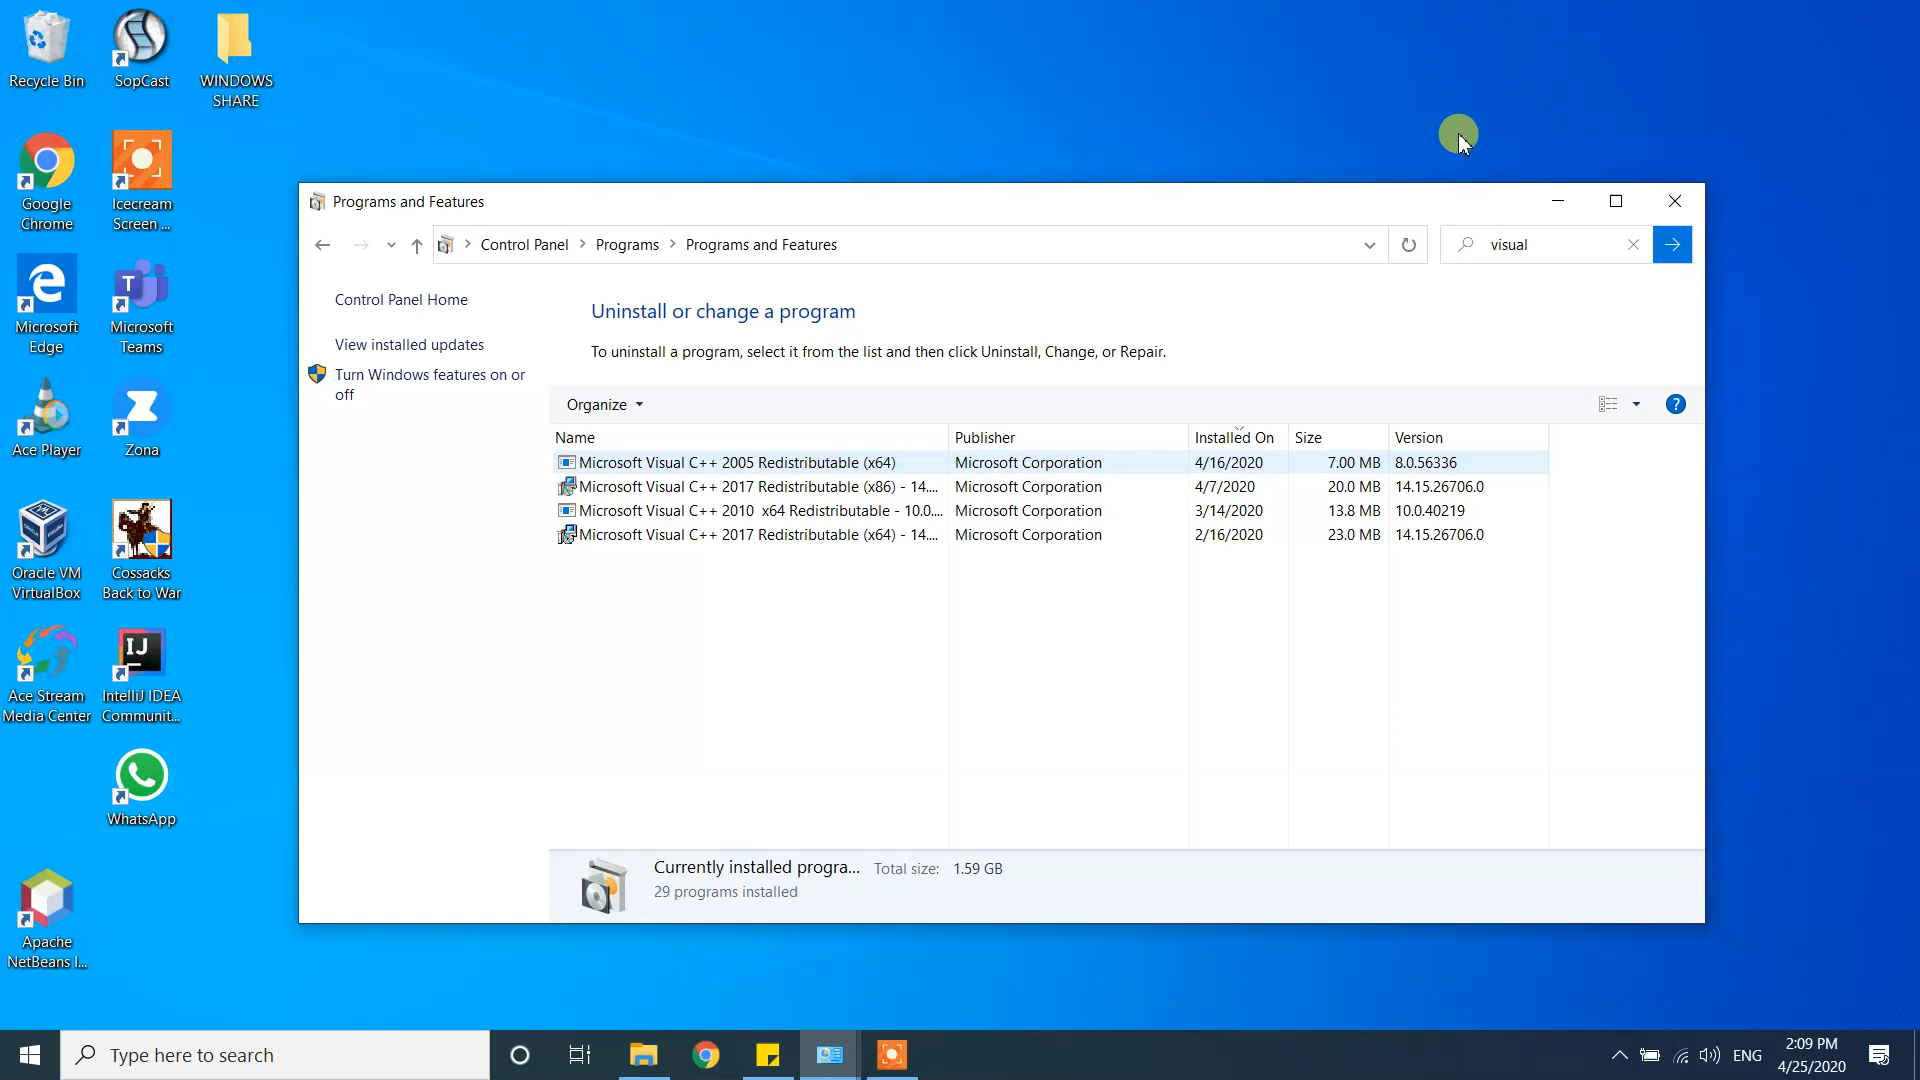 Recycle Bin
SopCast
WINDOWS
SHARE
Google
Chrome
Icecream
Screen ...
Microsoft
Edge
Microsoft
Teams
Ace Player
Zona
Oracle VM
VirtualBox
Cossacks
Back to War
Ace Stream
Media Center
IntelliJ IDEA
Communit...
WhatsApp
Apache
NetBeans I...
Programs and Features
Control Panel > Programs > Programs and Features
visual
Control Panel Home
View installed updates
Turn Windows features on or
off
Uninstall or change a program
To uninstall a program, select it from the list and then click Uninstall, Change, or Repair.
Organize
Name Publisher Installed On Size Version
Microsoft Visual C++ 2005 Redistributable (x64) Microsoft Corporation 4/16/2020 7.00 MB 8.0.56336
Microsoft Visual C++ 2017 Redistributable (x86) - 14.... Microsoft Corporation 4/7/2020 20.0 MB 14.15.26706.0
Microsoft Visual C++ 2010  x64 Redistributable - 10.0.... Microsoft Corporation 3/14/2020 13.8 MB 10.0.40219
Microsoft Visual C++ 2017 Redistributable (x64) - 14.... Microsoft Corporation 2/16/2020 23.0 MB 14.15.26706.0
Currently installed progra... Total size: 1.59 GB
29 programs installed
Type here to search
ENG
2:09 PM
4/25/2020